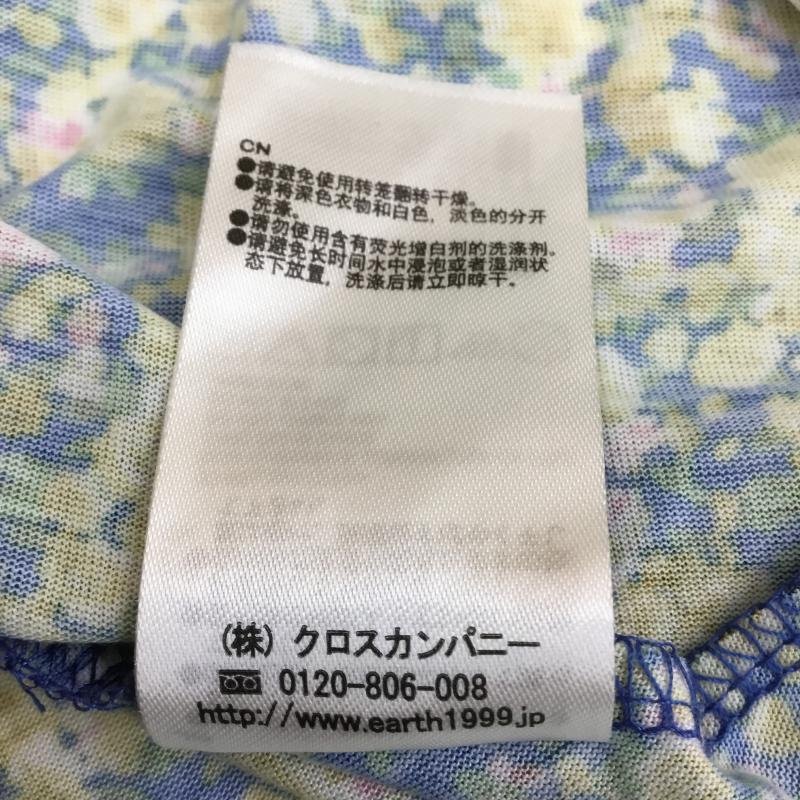 CN
●请避免使用转笼翻转干燥。
●请将深色衣物和白色，淡色的分开
洗涤。
●请勿使用含有荧光增白剂的洗涤剂。
●请避免长时间水中浸泡或者湿润状
态下放置，洗涤后请立即晾干。
(株) クロスカンパニー
0120-806-008
http://www.earth1999.jp